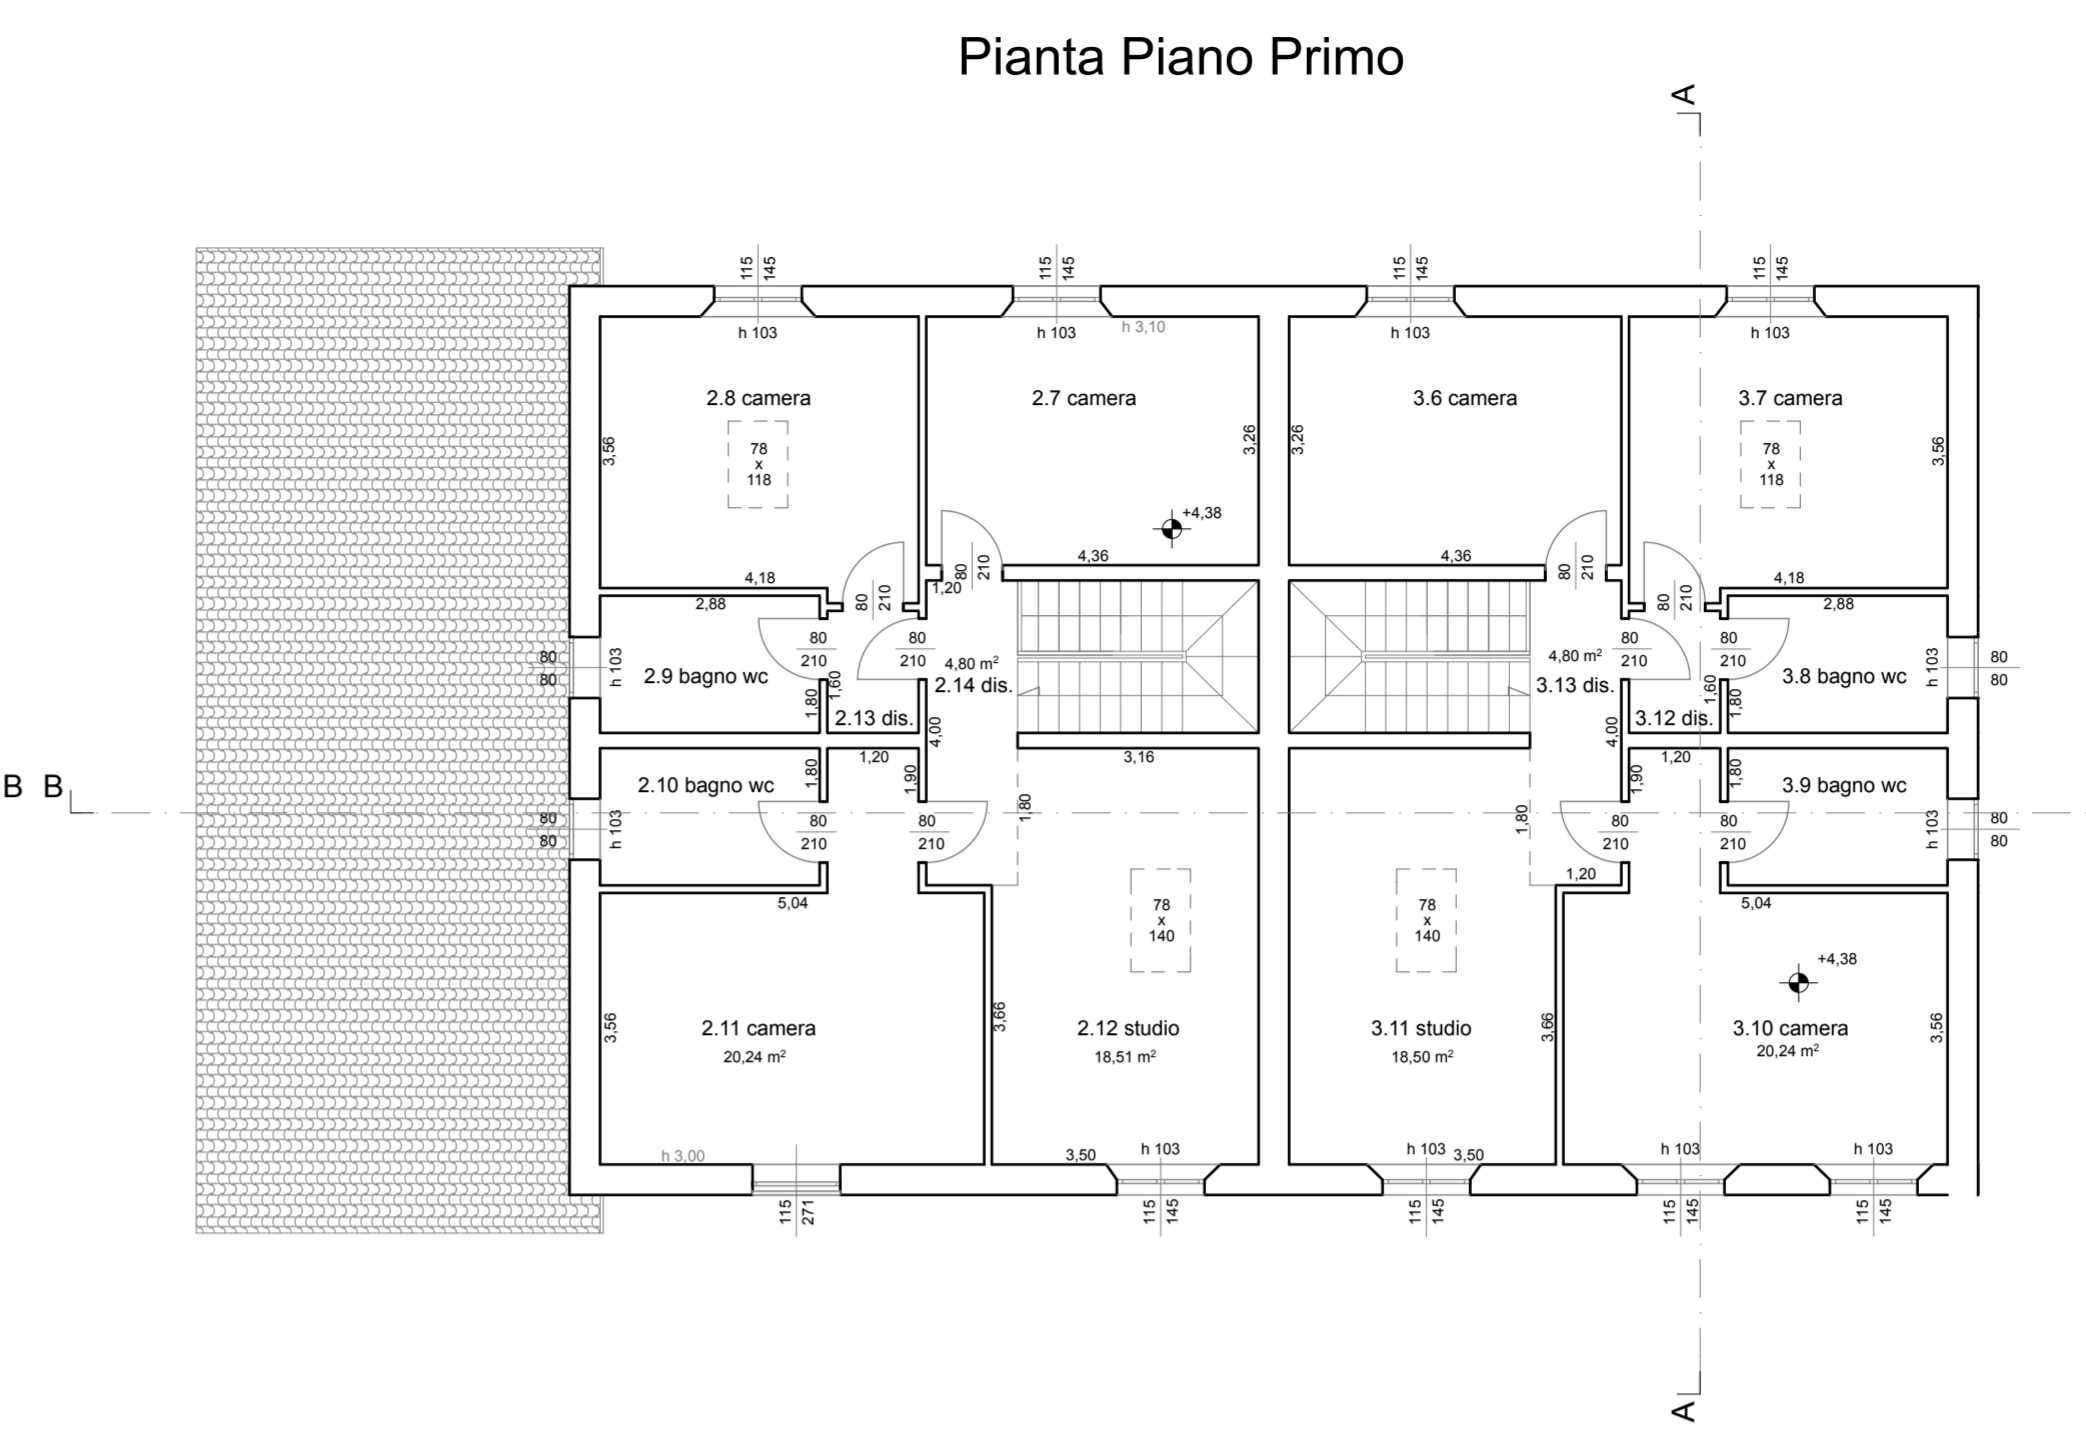 Pianta Piano Primo
A
115
145
115
145
115
145
115
145
h 103
h 103
h 3,10
h 103
h 103
2.8 camera
2.7 camera
3.6 camera
3.7 camera
3,56
78
x
118
3,26
3,26
78
x
118
3,56
+4,38
4,18
80
210
4,36
4,36
80
210
4,18
2,88
80
210
1,20
80
210
2,88
80
80
h 103
2.9 bagno wc
80
210
80
210
4,80 m²
2.14 dis.
4,80 m²
3.13 dis.
80
210
80
210
3.8 bagno wc
h 103
80
80
1,80
1,60
2.13 dis.
4,00
4,00
3.12 dis.
1,60
1,80
B B
2.10 bagno wc
1,80
1,20
1,90
3,16
1,90
1,20
1,80
3.9 bagno wc
80
80
h 103
80
210
80
210
1,80
1,80
80
210
80
210
h 103
80
80
5,04
1,20
5,04
78
x
140
78
x
140
+4,38
3,56
2.11 camera
20,24 m²
3,66
2.12 studio
18,51 m²
3.11 studio
18,50 m²
3,66
3.10 camera
20,24 m²
3,56
h 3,00
3,50
h 103
h 103
3,50
h 103
h 103
115
271
115
145
115
145
115
145
115
145
A